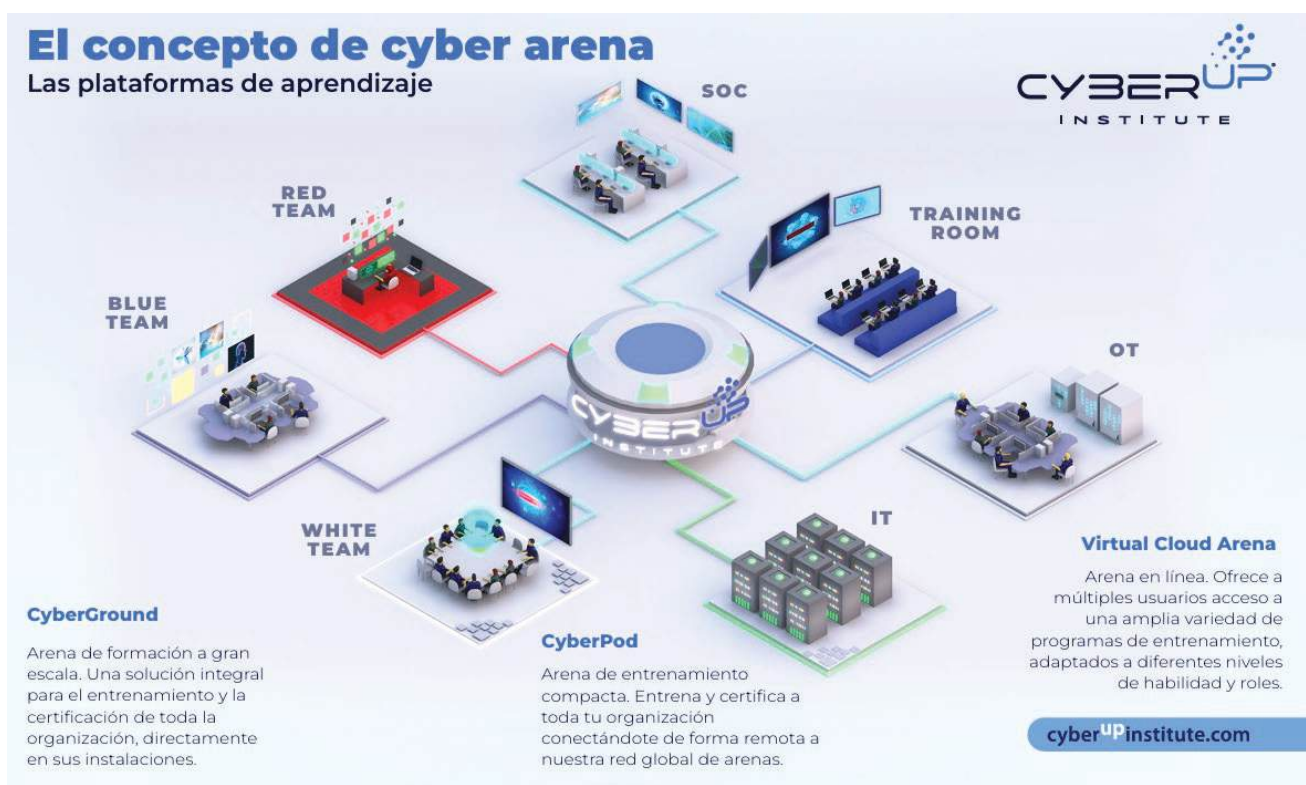 El concepto de cyber arena
Las plataformas de aprendizaje
CYBERUP
INSTITUTE
SOC
RED
TEAM
TRAINING
ROOM
BLUE
TEAM
OT
CYBERUP
INSTITUTE
WHITE
TEAM
IT
CyberGround
Arena de formación a gran
escala. Una solución integral
para el entrenamiento y la
certificación de toda la
organización, directamente
en sus instalaciones.
CyberPod
Arena de entrenamiento
compacta. Entrena y certifica a
toda tu organización
conectándote de forma remota a
nuestra red global de arenas.
Virtual Cloud Arena
Arena en línea. Ofrece a
múltiples usuarios acceso a
una amplia variedad de
programas de entrenamiento,
adaptados a diferentes niveles
de habilidad y roles.
cyberupinstitute.com